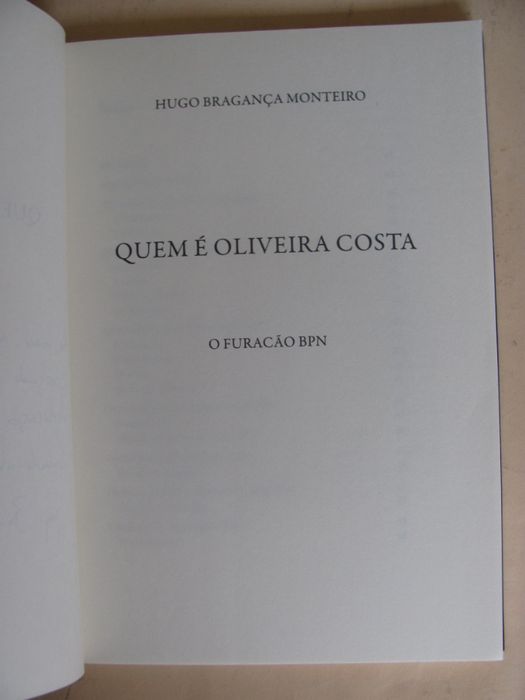 HUGO BRAGANÇA MONTEIRO
QUEM É OLIVEIRA COSTA
O FURACÃO BPN